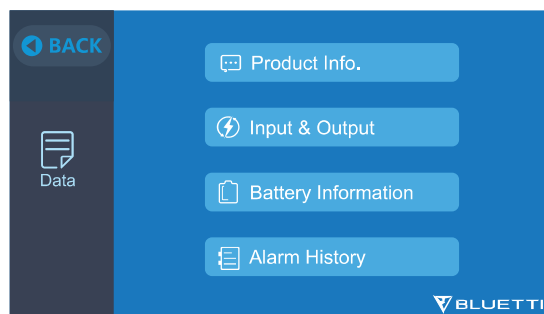 BACK
Data
Product Info.
Input & Output
Battery Information
Alarm History
BLUETTI